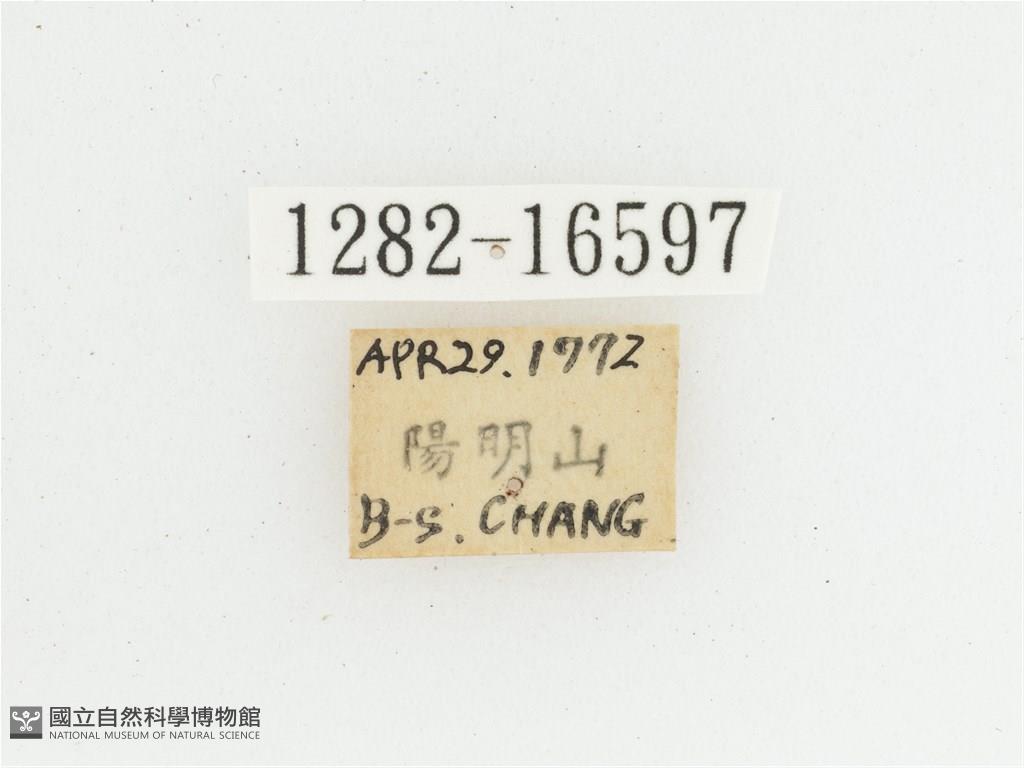 1282-16597
APR29.1972
陽明山
B-S. CHANG
國立自然科學博物館
NATIONAL MUSEUM OF NATURAL SCIENCE